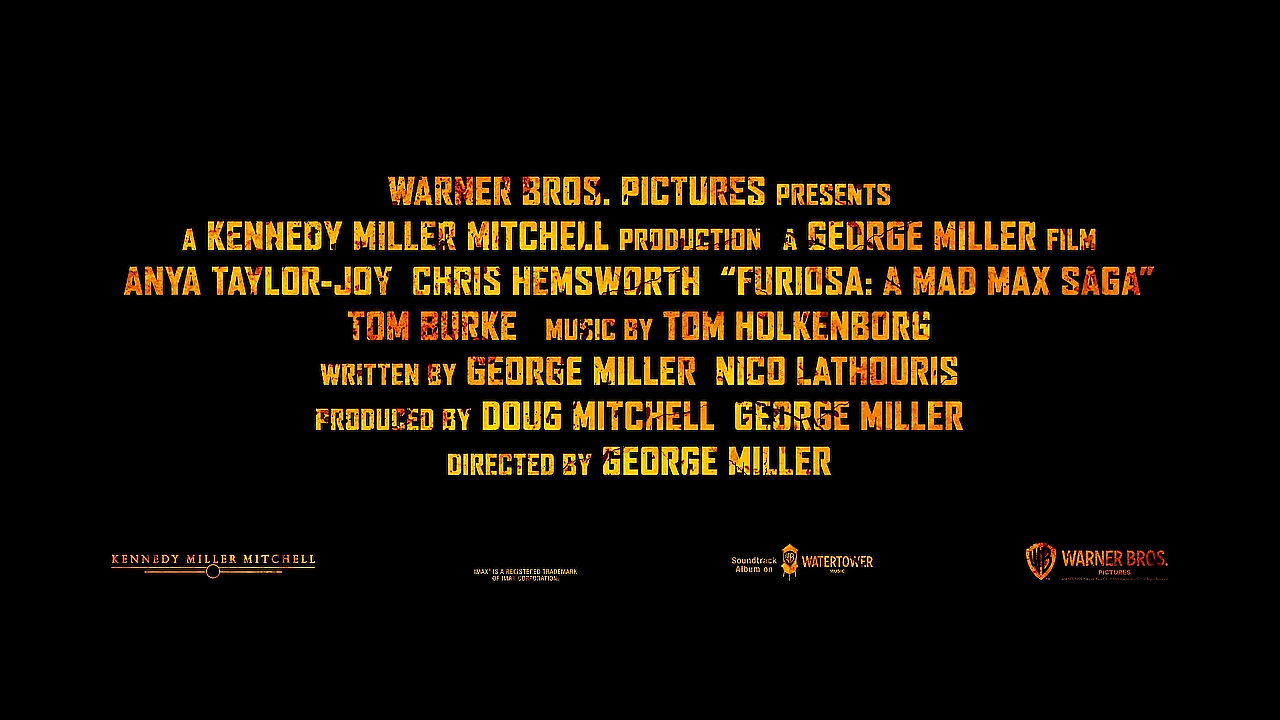 WARNER BROS. PICTURES PRESENTS
A KENNEDY MILLER MITCHELL PRODUCTION A GEORGE MILLER FILM
ANYA TAYLOR-JOY CHRIS HEMSWORTH “FURIOSA: A MAD MAX SAGA”
TOM BURKE MUSIC BY TOM HOLKENBORG
WRITTEN BY GEORGE MILLER NICO LATHOURIS
PRODUCED BY DOUG MITCHELL GEORGE MILLER
DIRECTED BY GEORGE MILLER
KENNEDY MILLER MITCHELL
IMAX® IS A REGISTERED TRADEMARK
OF IMAX CORPORATION.
Soundtrack
Album on
WATERTOWER
MUSIC
WB
WARNER BROS.
PICTURES